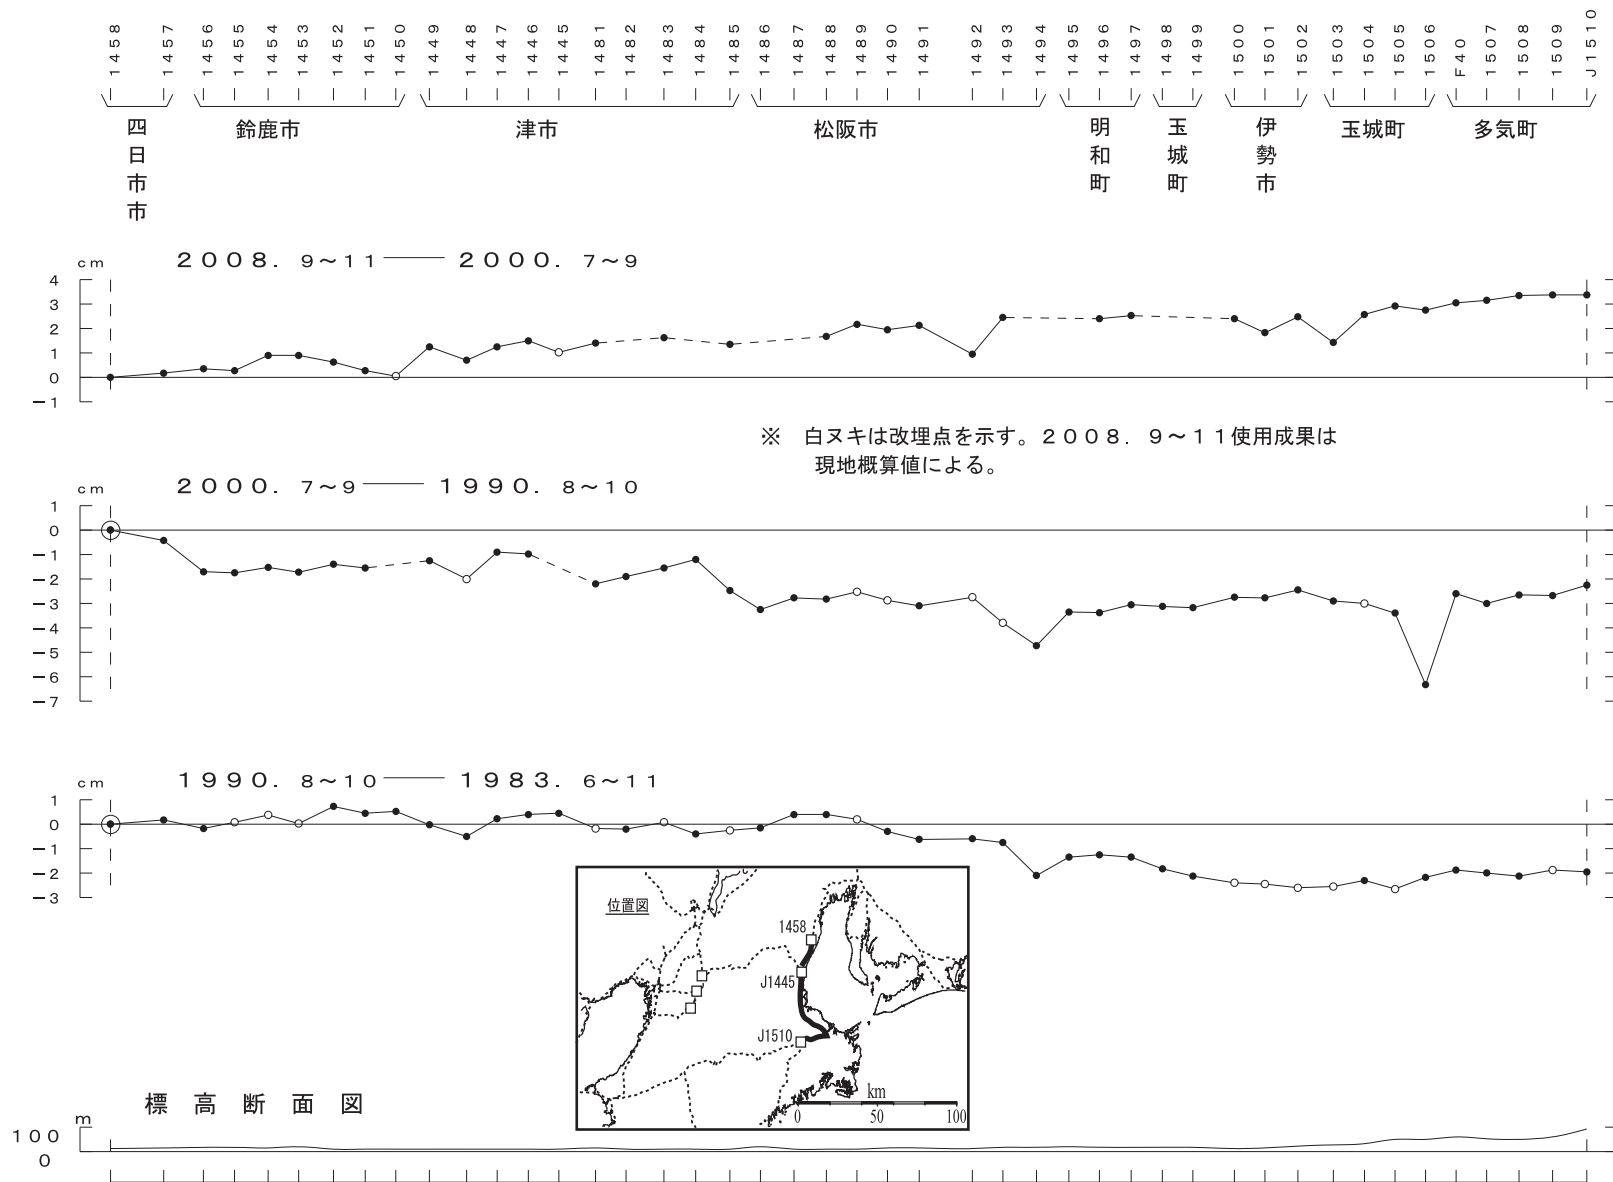 1458 1457 1456 1455 1454 1453 1452 1451 1450 1449 1448 1447 1446 1445 1481 1482 1483 1484 1485 1486 1487 1488 1489 1490 1491 1492 1493 1494 1495 1496 1497 1498 1499 1500 1501 1502 1503 1504 1505 1506 F40 1507 1508 1509 J1510
四日市市 鈴鹿市 津市 松阪市 明和町 玉城町 伊勢市 玉城町 多気町
cm 2008. 9~11 ―― 2000. 7~9
4
3
2
1
0
−1
※ 白ヌキは改埋点を示す。2008. 9~11使用成果は
現地概算値による。
cm 2000. 7~9 ―― 1990. 8~10
1
0
−1
−2
−3
−4
−5
−6
−7
cm 1990. 8~10 ―― 1983. 6~11
1
0
−1
−2
−3
位置図
1458
J1445
J1510
km
0 50 100
標高断面図
m
100
0